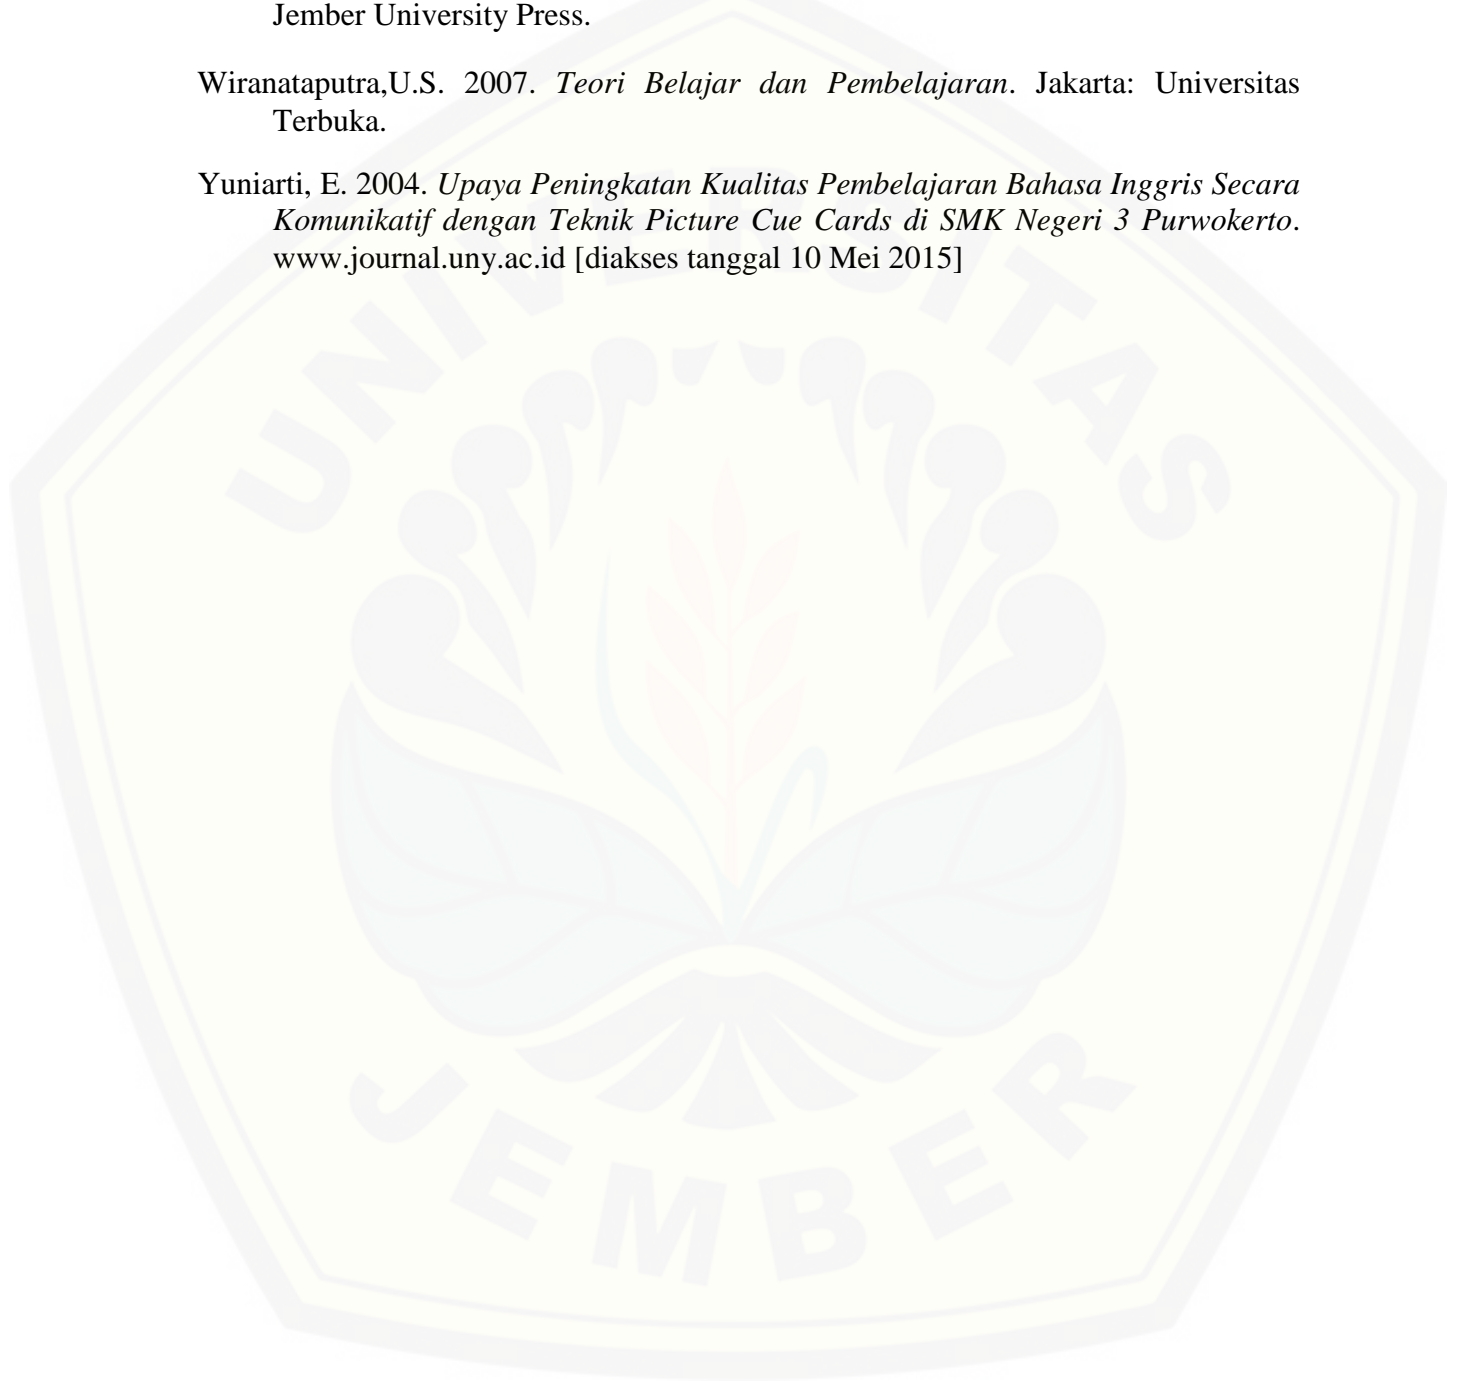 Jember University Press.
Wiranataputra,U.S. 2007. Teori Belajar dan Pembelajaran. Jakarta: Universitas
Terbuka.
Yuniarti, E. 2004. Upaya Peningkatan Kualitas Pembelajaran Bahasa Inggris Secara
Komunikatif dengan Teknik Picture Cue Cards di SMK Negeri 3 Purwokerto.
www.journal.uny.ac.id [diakses tanggal 10 Mei 2015]
UNIVERSITAS
JEMBER